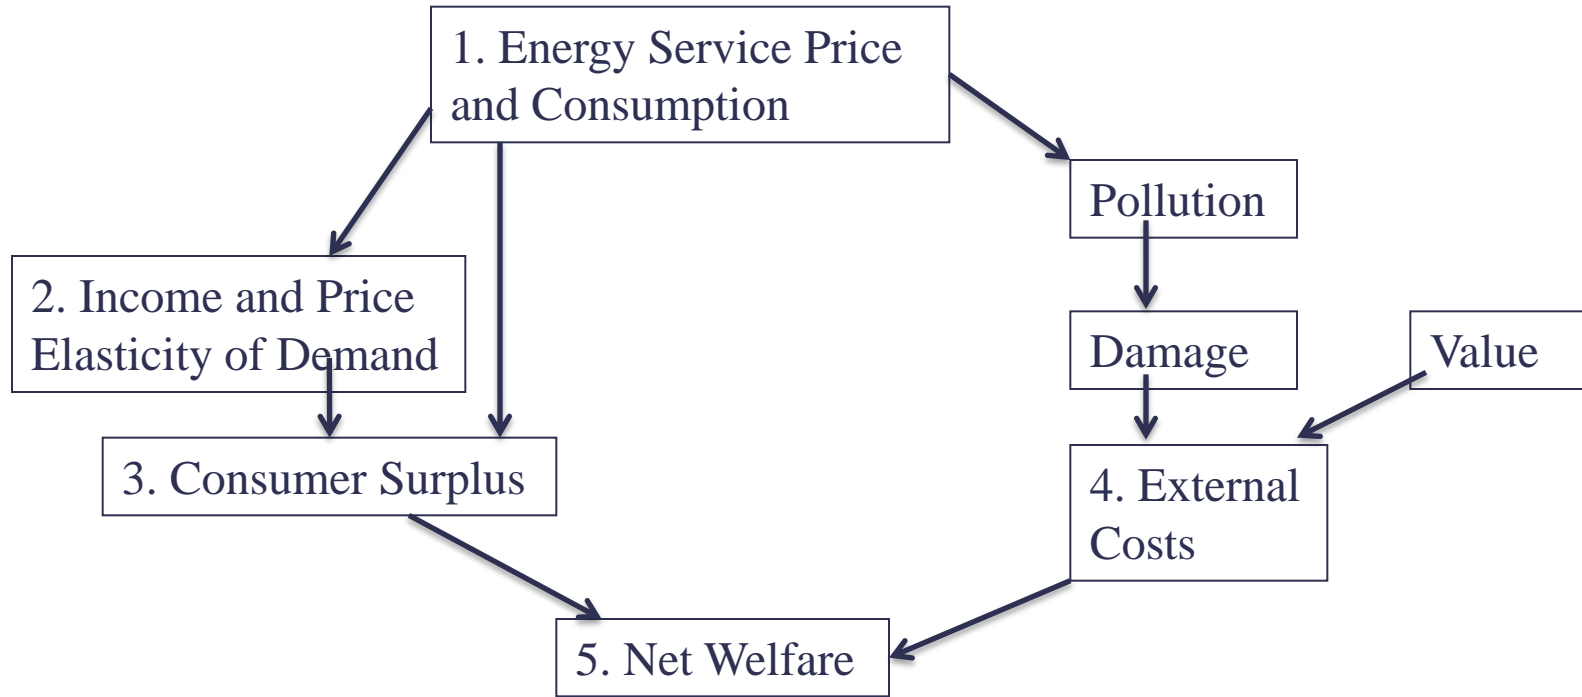 1. Energy Service Price
and Consumption
Pollution
2. Income and Price
Elasticity of Demand
Damage
Value
3. Consumer Surplus
4. External
Costs
5. Net Welfare